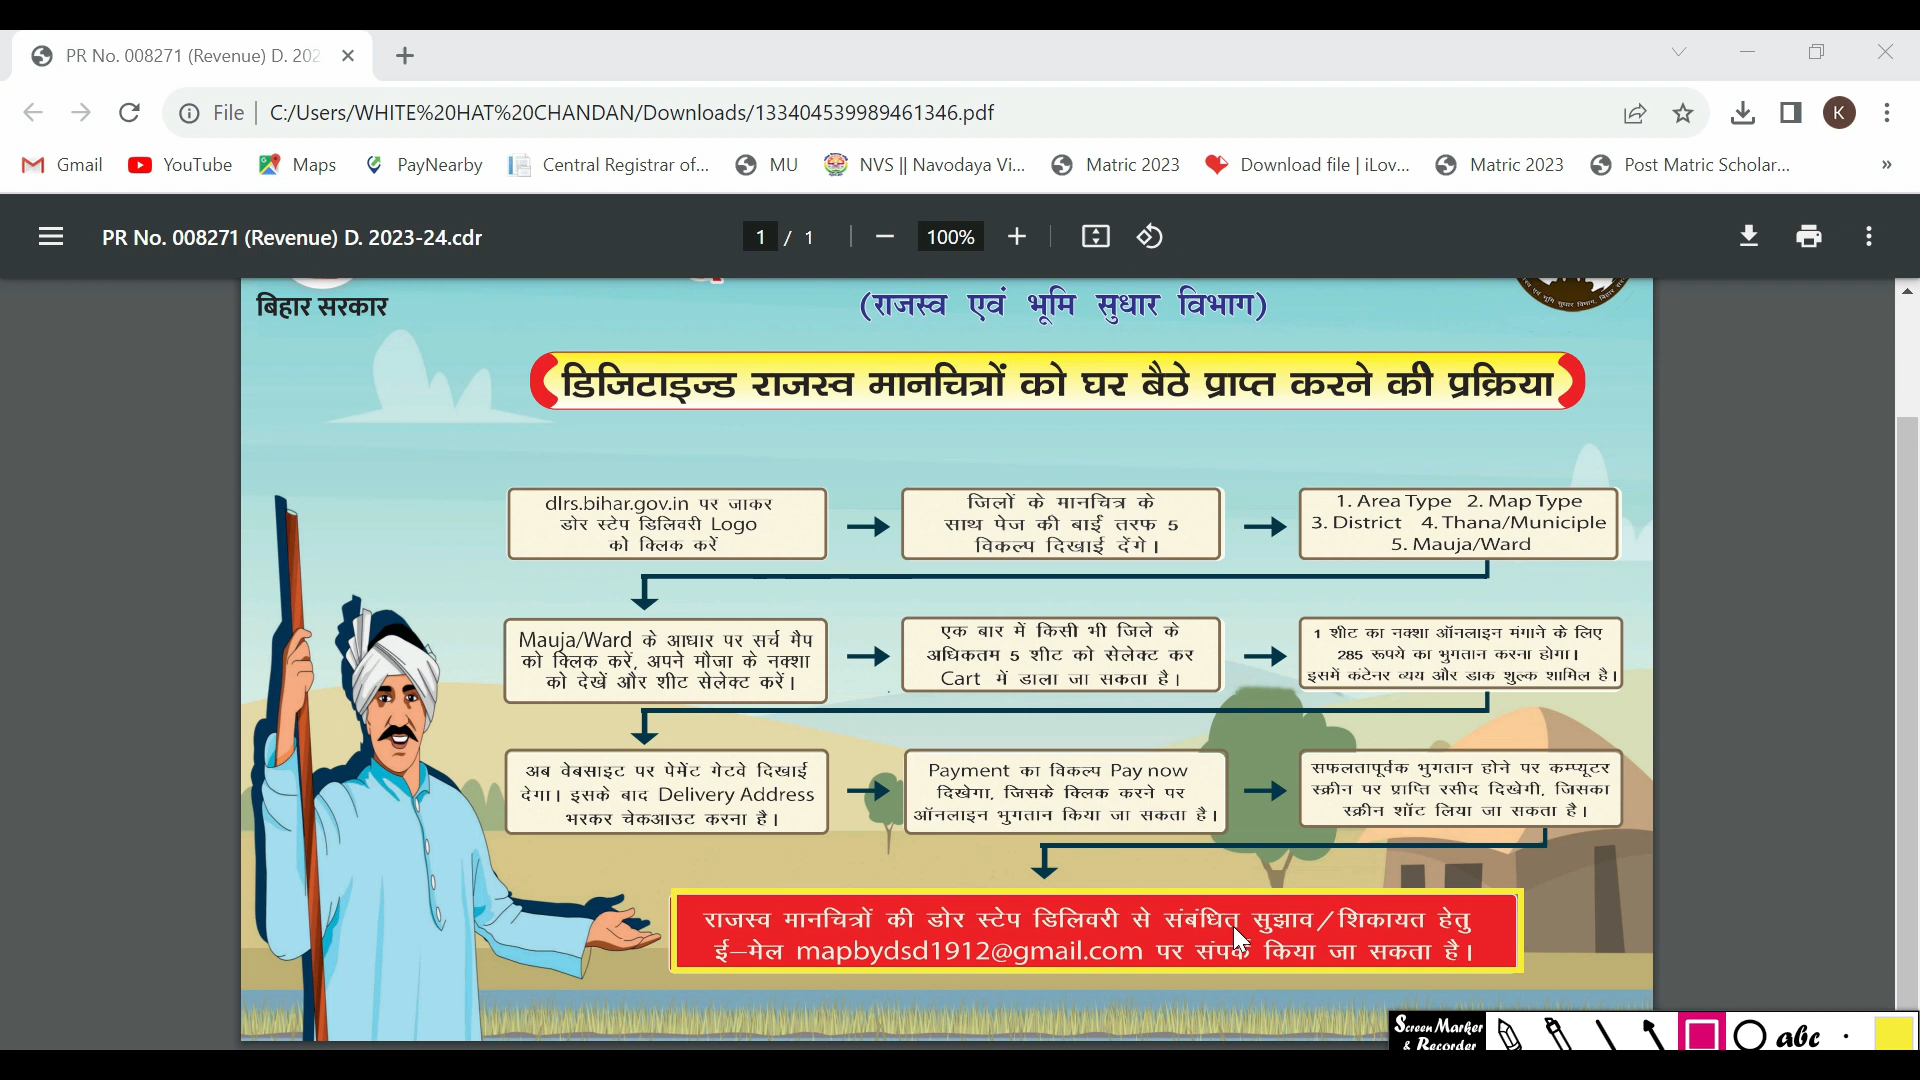 PR No. 008271 (Revenue) D. 202
File
C:/Users/WHITE%20HAT%20CHANDAN/Downloads/133404539989461346.pdf
K
Gmail
YouTube
Maps
PayNearby
Central Registrar of...
MU
NVS || Navodaya Vi...
Matric 2023
Download file | iLov...
Matric 2023
Post Matric Scholar...
»
PR No. 008271 (Revenue) D. 2023-24.cdr
1 / 1
100%
बिहार सरकार
(राजस्व एवं भूमि सुधार विभाग)
डिजिटाइज्ड राजस्व मानचित्रों को घर बैठे प्राप्त करने की प्रक्रिया
dlrs.bihar.gov.in पर जाकर
डोर स्टेप डिलिवरी Logo
को क्लिक करें
जिलों के मानचित्र के
साथ पेज की बाईं तरफ 5
विकल्प दिखाई देंगे।
1. Area Type 2. Map Type
3. District 4. Thana/Municiple
5. Mauja/Ward
Mauja/Ward के आधार पर सर्च मैप
को क्लिक करें, अपने मौजा के नक्शा
को देखें और शीट सेलेक्ट करें।
एक बार में किसी भी जिले के
अधिकतम 5 शीट को सेलेक्ट कर
Cart में डाला जा सकता है।
1 शीट का नक्शा ऑनलाइन मंगाने के लिए
285 रूपये का भुगतान करना होगा।
इसमें कंटेनर व्यय और डाक शुल्क शामिल है।
अब वेबसाइट पर पेमेंट गेटवे दिखाई
देगा। इसके बाद Delivery Address
भरकर चेकआउट करना है।
Payment का विकल्प Pay now
दिखेगा, जिसके क्लिक करने पर
ऑनलाइन भुगतान किया जा सकता है।
सफलतापूर्वक भुगतान होने पर कम्प्यूटर
स्क्रीन पर प्राप्ति रसीद दिखेगी, जिसका
स्क्रीन शॉट लिया जा सकता है।
राजस्व मानचित्रों की डोर स्टेप डिलिवरी से संबंधित सुझाव/शिकायत हेतु
ई–मेल mapbydsd1912@gmail.com पर संपर्क किया जा सकता है।
Screen Marker
& Recorder
abc